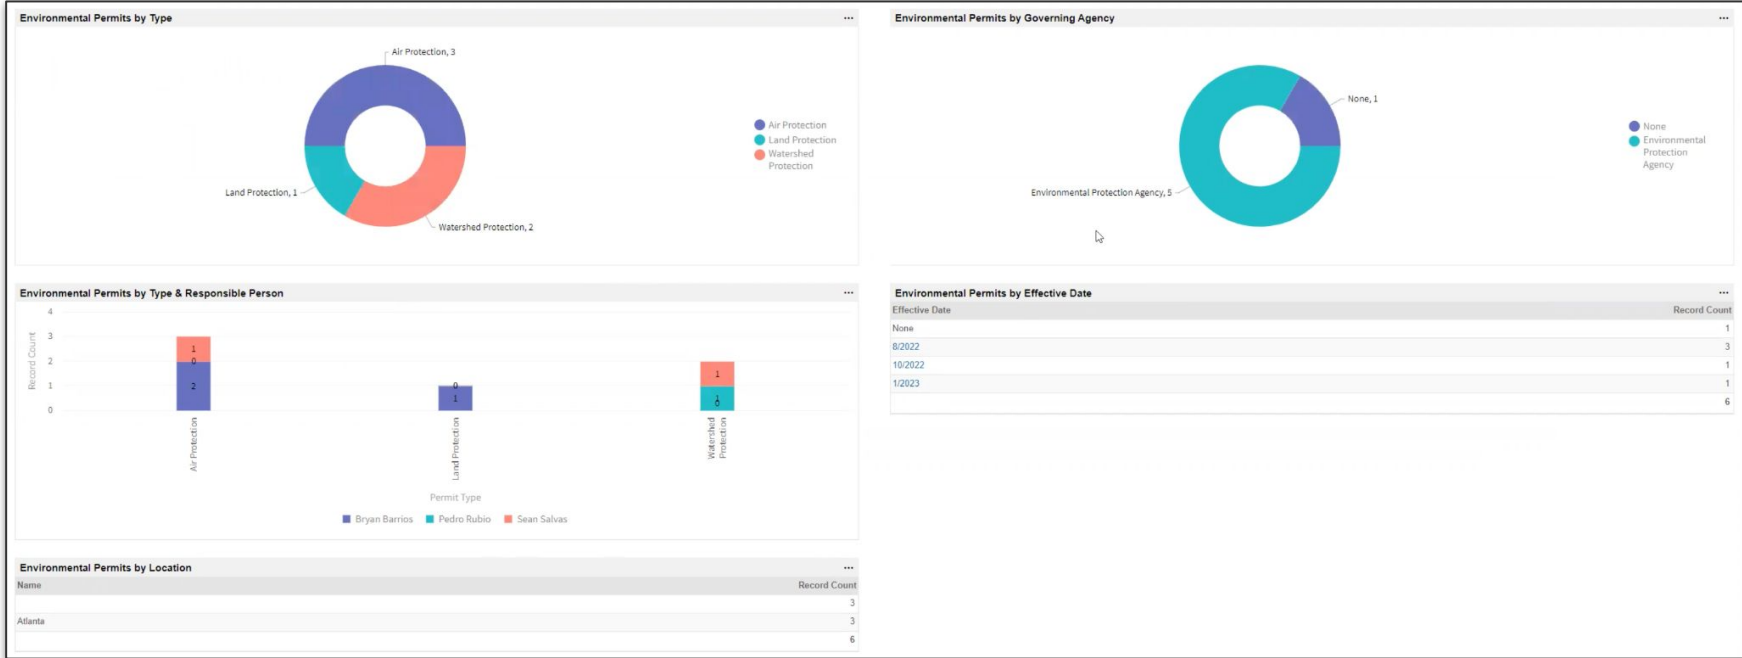 Environmental Permits by Type ...
Air Protection, 3
Land Protection, 1
Watershed Protection, 2
Air Protection
Land Protection
Watershed
Protection
Environmental Permits by Governing Agency ...
None, 1
Environmental Protection Agency, 5
None
Environmental
Protection
Agency
Environmental Permits by Type & Responsible Person ...
Record Count
4
3
2
1
0
1
0
2
0
1
1
1
0
Air Protection
Land Protection
Watershed
Protection
Permit Type
Bryan Barrios Pedro Rubio Sean Salvas
Environmental Permits by Effective Date ...
Effective Date Record Count
None 1
8/2022 3
10/2022 1
1/2023 1
6
Environmental Permits by Location ...
Name Record Count
3
Atlanta 3
6